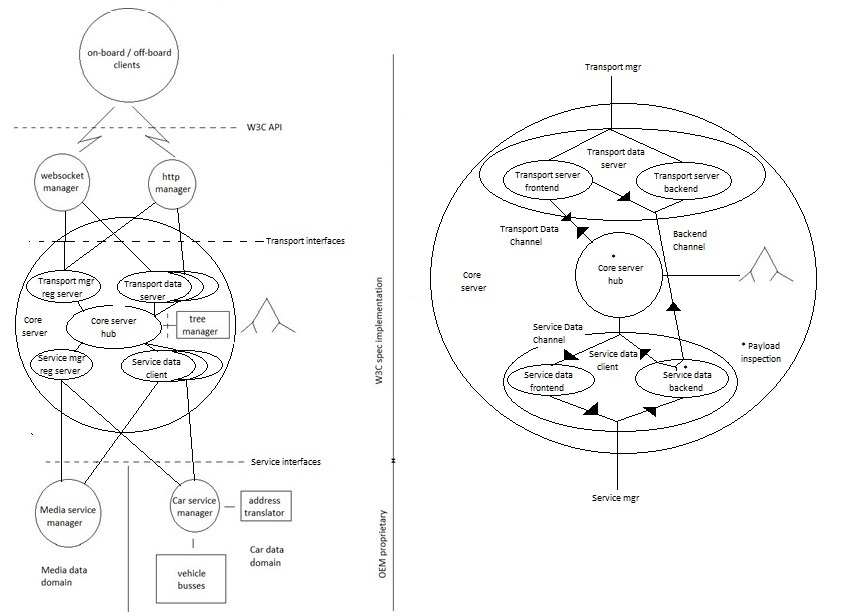 on-board / off-board
clients
W3C API
websocket
manager
http
manager
Transport interfaces
Transport mgr
reg server
Transport data
server
Core
server
Core server
hub
tree
manager
Service mgr
reg server
Service data
client
Service interfaces
Media service
manager
Car service
manager
address
translator
Media data
domain
vehicle
busses
Car data
domain
W3C spec implementation
OEM proprietary
Transport mgr
Transport data
server
Transport server
frontend
Transport server
backend
Transport Data
Channel
Backend
Channel
Core
server
*
Core server
hub
Service Data
Channel
Service data
client
* Payload
inspection
Service data
frontend
*
Service data
backend
Service mgr